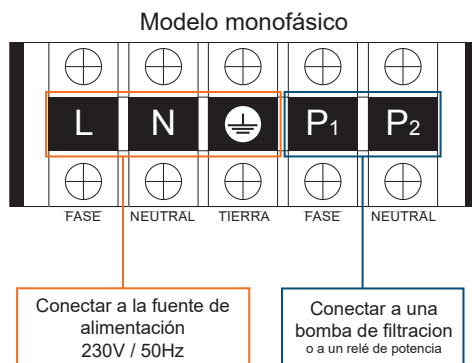 Modelo monofásico
L N P1 P2
FASE NEUTRAL TIERRA FASE NEUTRAL
Conectar a la fuente de
alimentación
230V / 50Hz
Conectar a una
bomba de filtracion
o a un relé de potencia